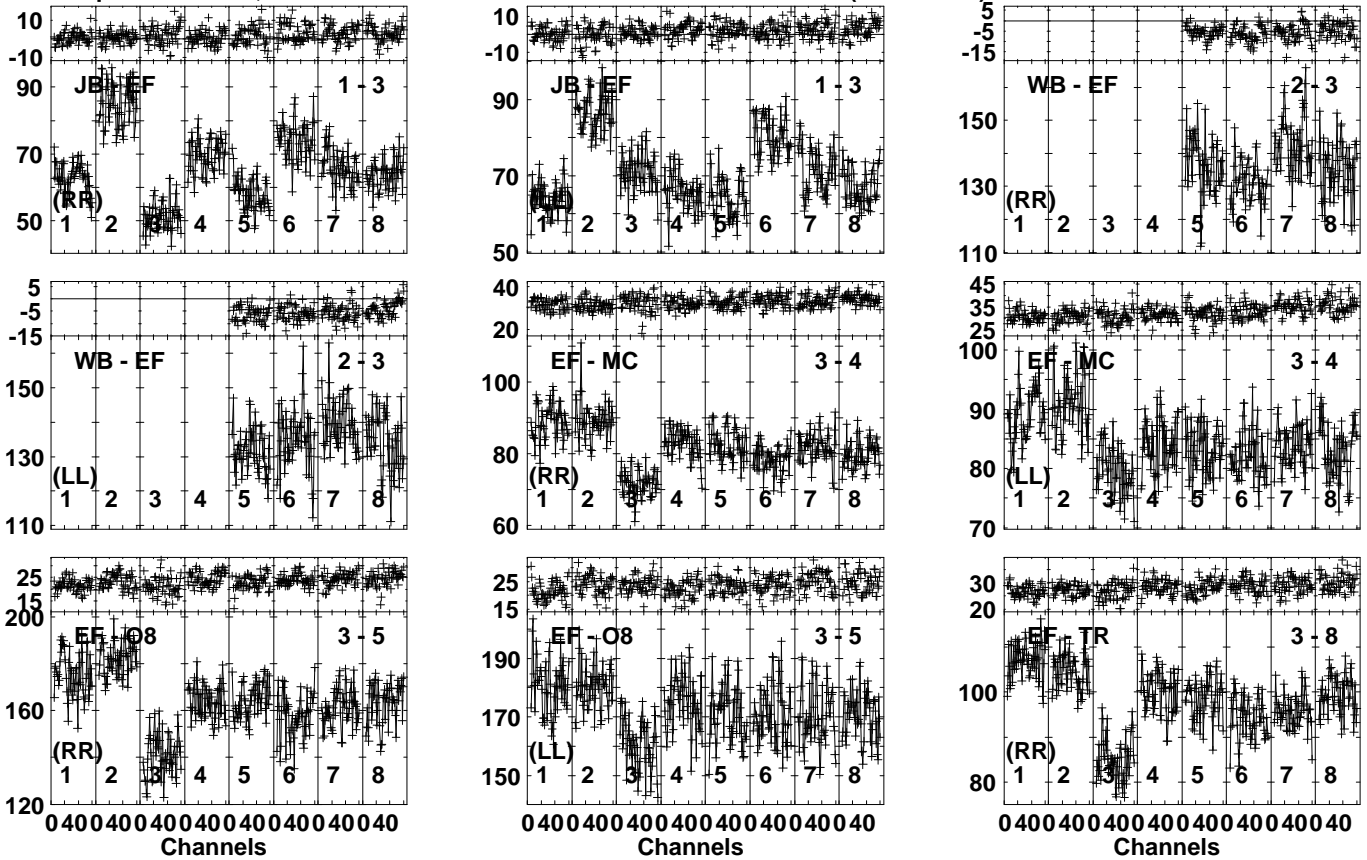 10
-10
90
70
50
JB - EF 1 - 3
(RR)
1 2 3 4 5 6 7 8
10
-10
90
70
50
JB - EF 1 - 3
(LL)
1 2 3 4 5 6 7 8
5
-5
-15
150
130
110
WB - EF 2 - 3
(RR)
1 2 3 4 5 6 7 8
5
-5
-15
150
130
110
WB - EF 2 - 3
(LL)
1 2 3 4 5 6 7 8
40
20
100
80
60
EF - MC 3 - 4
(RR)
1 2 3 4 5 6 7 8
45
35
25
100
90
80
70
EF - MC 3 - 4
(LL)
1 2 3 4 5 6 7 8
25
15
200
160
120
EF - O8 3 - 5
(RR)
1 2 3 4 5 6 7 8
0 40 0 40 0 40 0 40 0 40 0 40 0 40 0 40
Channels
25
15
190
170
150
EF - O8 3 - 5
(LL)
1 2 3 4 5 6 7 8
0 40 0 40 0 40 0 40 0 40 0 40 0 40 0 40
Channels
30
20
100
80
EF - TR 3 - 8
(RR)
1 2 3 4 5 6 7 8
0 40 0 40 0 40 0 40 0 40 0 40 0 40 0 40
Channels